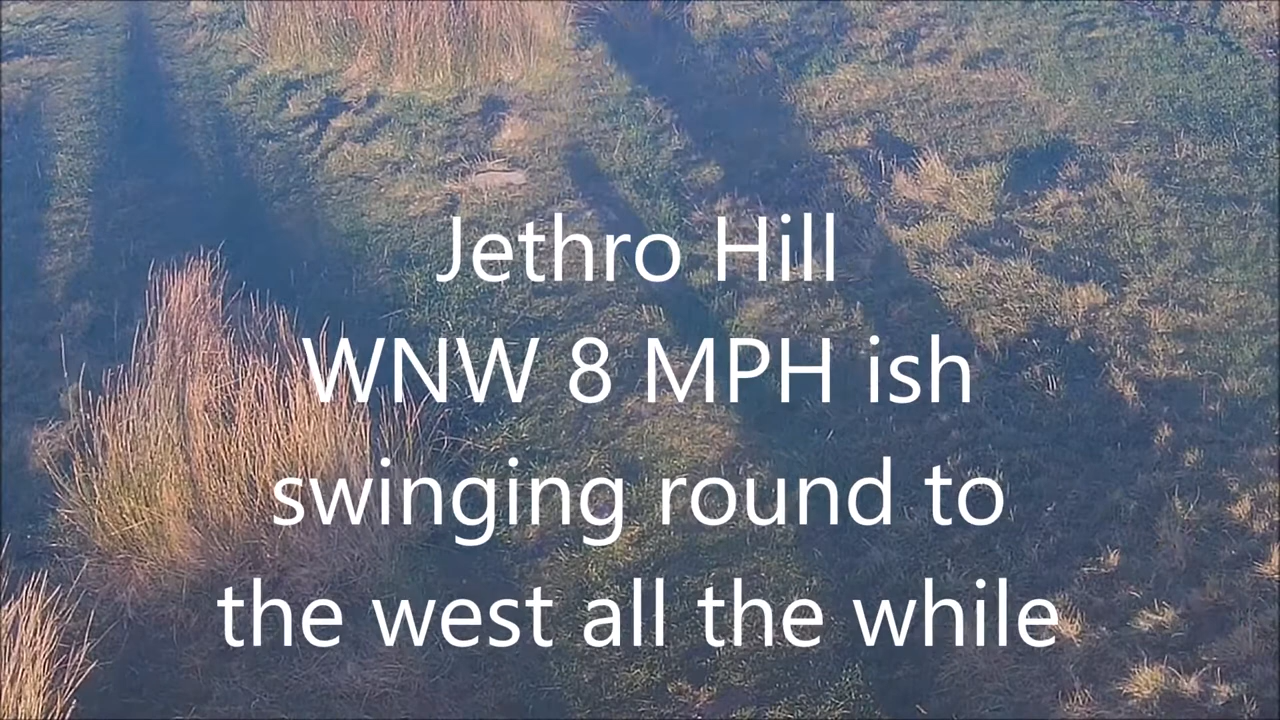 Jethro Hill
WNW 8 MPH ish
swinging round to
the west all the while